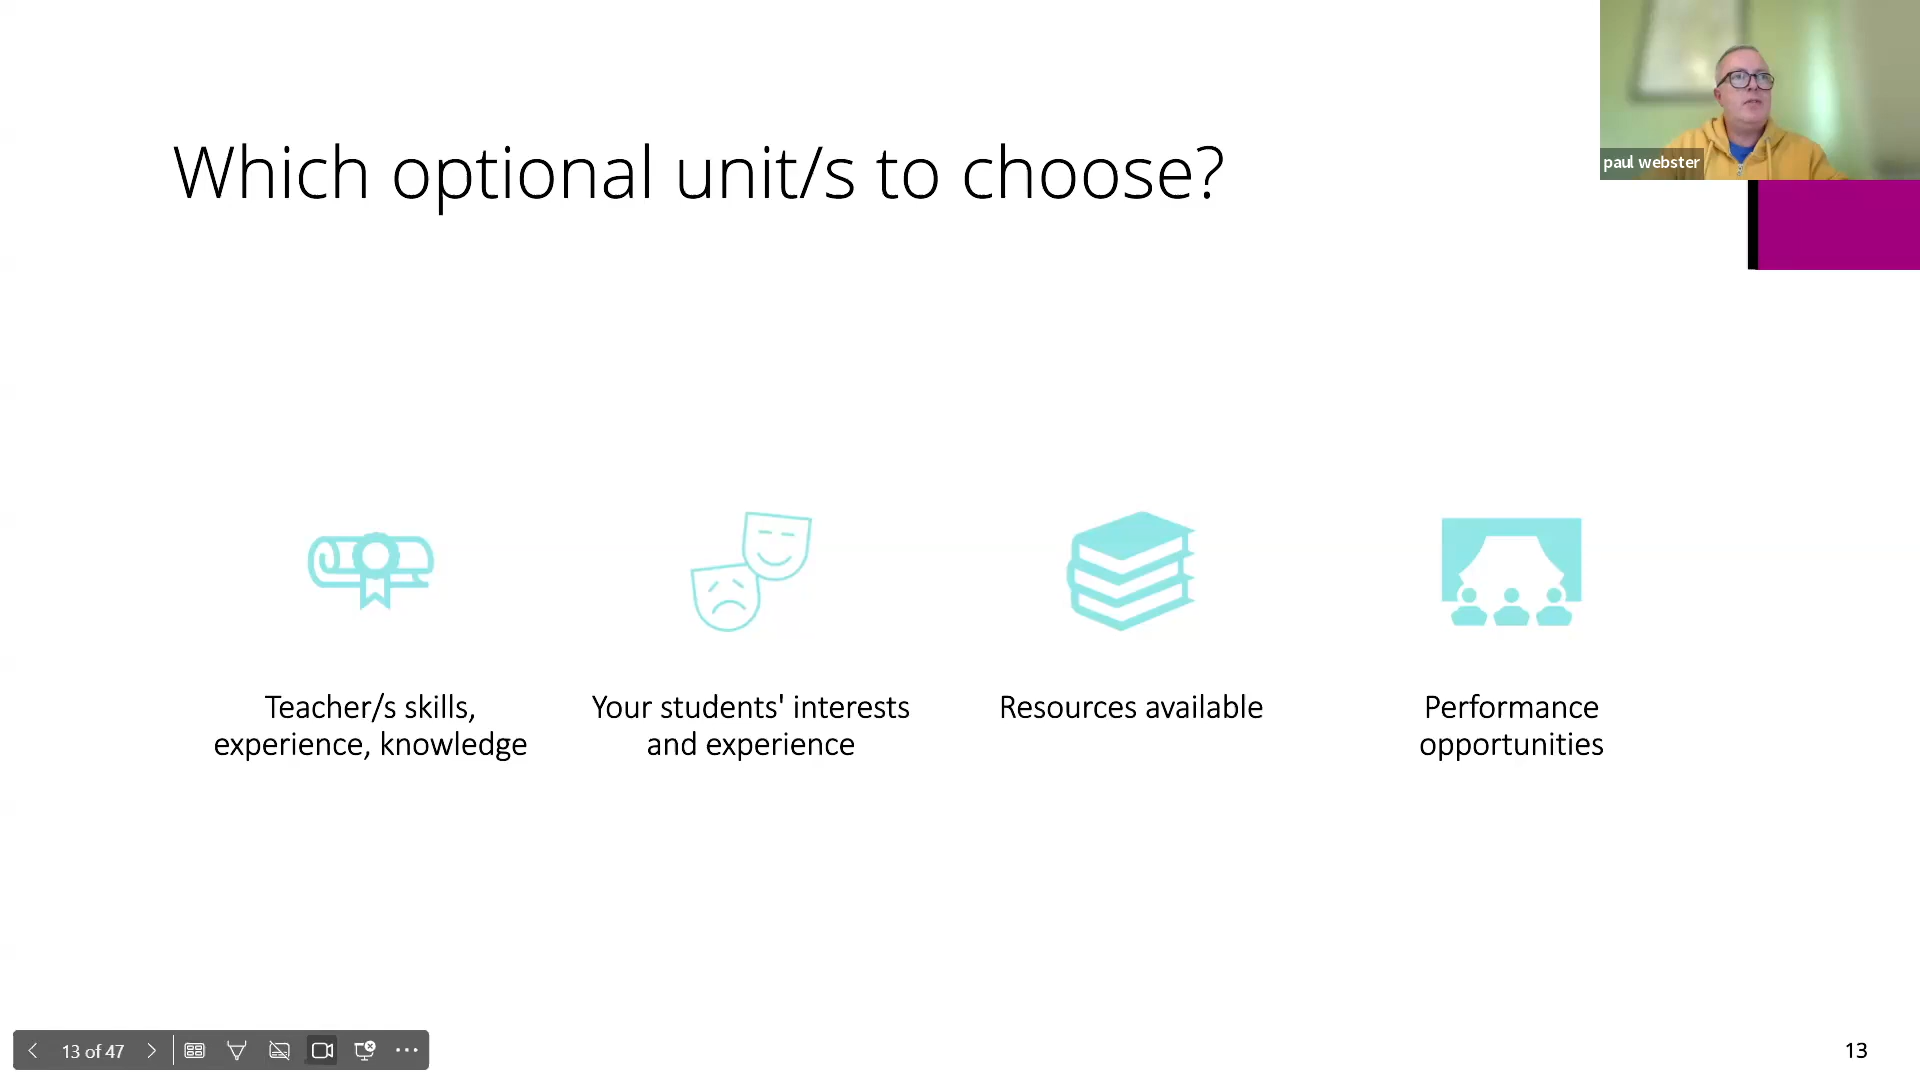 Which optional unit/s to choose?
paul webster
Teacher/s skills,
experience, knowledge
Your students' interests
and experience
Resources available
Performance
opportunities
13 of 47
13